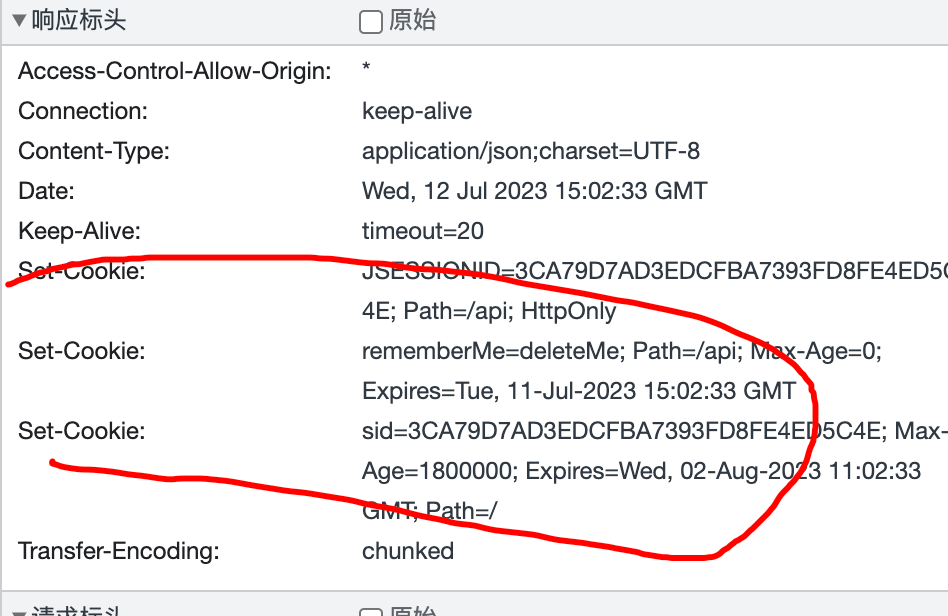 响应标头 原始
Access-Control-Allow-Origin: *
Connection: keep-alive
Content-Type: application/json;charset=UTF-8
Date: Wed, 12 Jul 2023 15:02:33 GMT
Keep-Alive: timeout=20
Set-Cookie: JSESSIONID=3CA79D7AD3EDCFBA7393FD8FE4ED5C
4E; Path=/api; HttpOnly
Set-Cookie: rememberMe=deleteMe; Path=/api; Max-Age=0;
Expires=Tue, 11-Jul-2023 15:02:33 GMT
Set-Cookie: sid=3CA79D7AD3EDCFBA7393FD8FE4ED5C4E; Max-
Age=1800000; Expires=Wed, 02-Aug-2023 11:02:33
GMT; Path=/
Transfer-Encoding: chunked
请求标头 原始